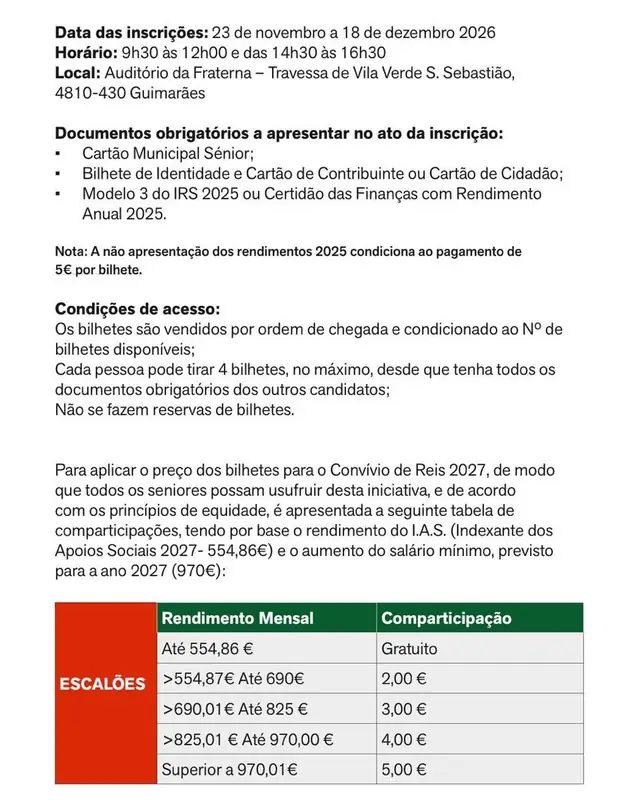 Data das inscrições: 23 de novembro a 18 de dezembro 2026
Horário: 9h30 às 12h00 e das 14h30 às 16h30
Local: Auditório da Fraterna – Travessa de Vila Verde S. Sebastião,
4810-430 Guimarães
Documentos obrigatórios a apresentar no ato da inscrição:
▪ Cartão Municipal Sénior;
▪ Bilhete de Identidade e Cartão de Contribuinte ou Cartão de Cidadão;
▪ Modelo 3 do IRS 2025 ou Certidão das Finanças com Rendimento
Anual 2025.
Nota: A não apresentação dos rendimentos 2025 condiciona ao pagamento de
5€ por bilhete.
Condições de acesso:
Os bilhetes são vendidos por ordem de chegada e condicionado ao Nº de
bilhetes disponíveis;
Cada pessoa pode tirar 4 bilhetes, no máximo, desde que tenha todos os
documentos obrigatórios dos outros candidatos;
Não se fazem reservas de bilhetes.
Para aplicar o preço dos bilhetes para o Convívio de Reis 2027, de modo
que todos os seniores possam usufruir desta iniciativa, e de acordo
com os princípios de equidade, é apresentada a seguinte tabela de
comparticipações, tendo por base o rendimento do I.A.S. (Indexante dos
Apoios Sociais 2027- 554,86€) e o aumento do salário mínimo, previsto
para a ano 2027 (970€):
ESCALÕES
Rendimento Mensal Comparticipação
Até 554,86 € Gratuito
>554,87€ Até 690€ 2,00 €
>690,01€ Até 825 € 3,00 €
>825,01 € Até 970,00 € 4,00 €
Superior a 970,01€ 5,00 €